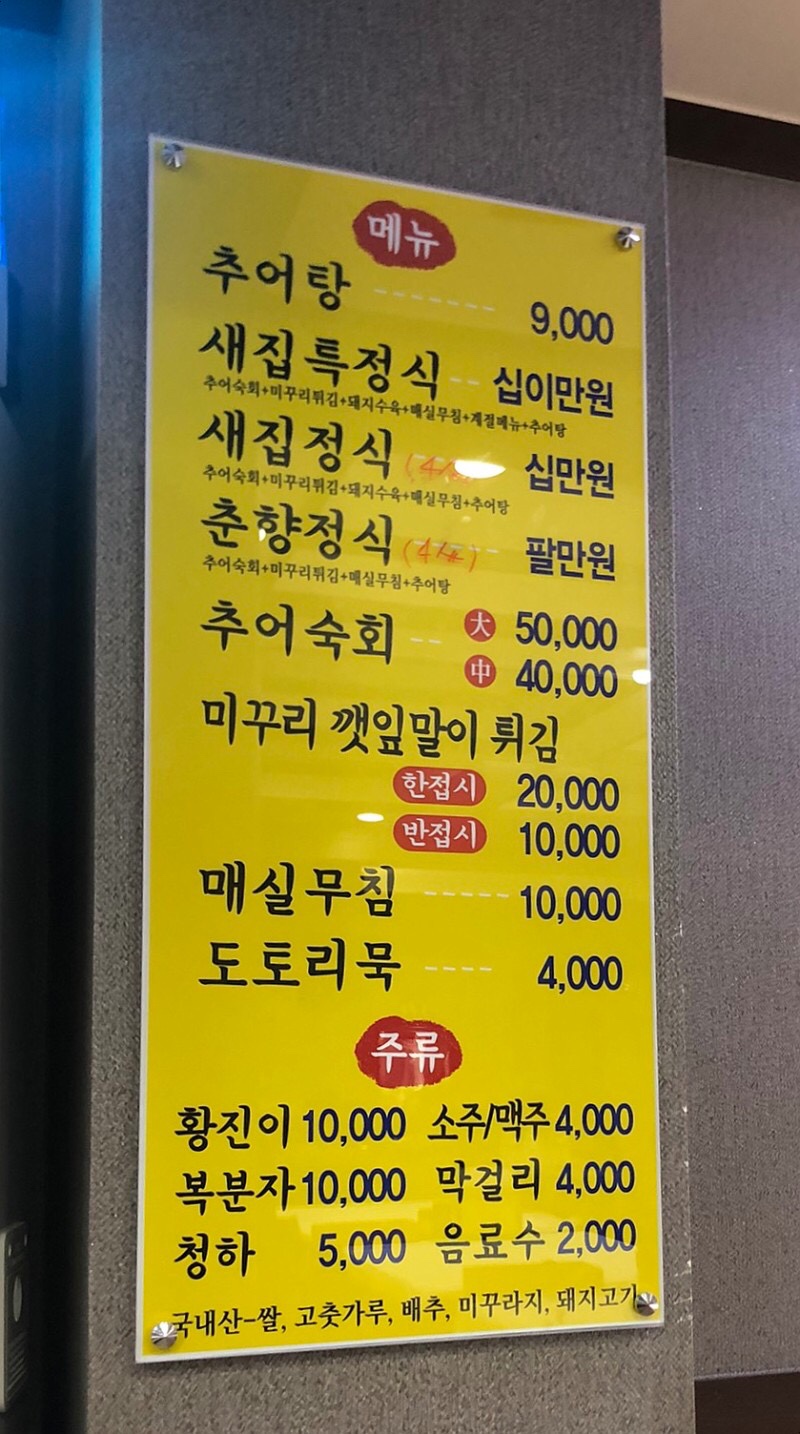 메뉴
추어탕 9,000
새집특정식 십이만원
추어숙회+미꾸리튀김+돼지수육+매실무침+계절메뉴+추어탕
새집정식 십만원
추어숙회+미꾸리튀김+돼지수육+매실무침+추어탕
춘향정식 (4人) 팔만원
추어숙회+미꾸리튀김+매실무침+추어탕
추어숙회 大 50,000
中 40,000
미꾸리 깻잎말이 튀김
한접시 20,000
반접시 10,000
매실무침 10,000
도토리묵 4,000
주류
황진이 10,000 소주/맥주 4,000
복분자 10,000 막걸리 4,000
청하 5,000 음료수 2,000
국내산-쌀, 고춧가루, 배추, 미꾸라지, 돼지고기